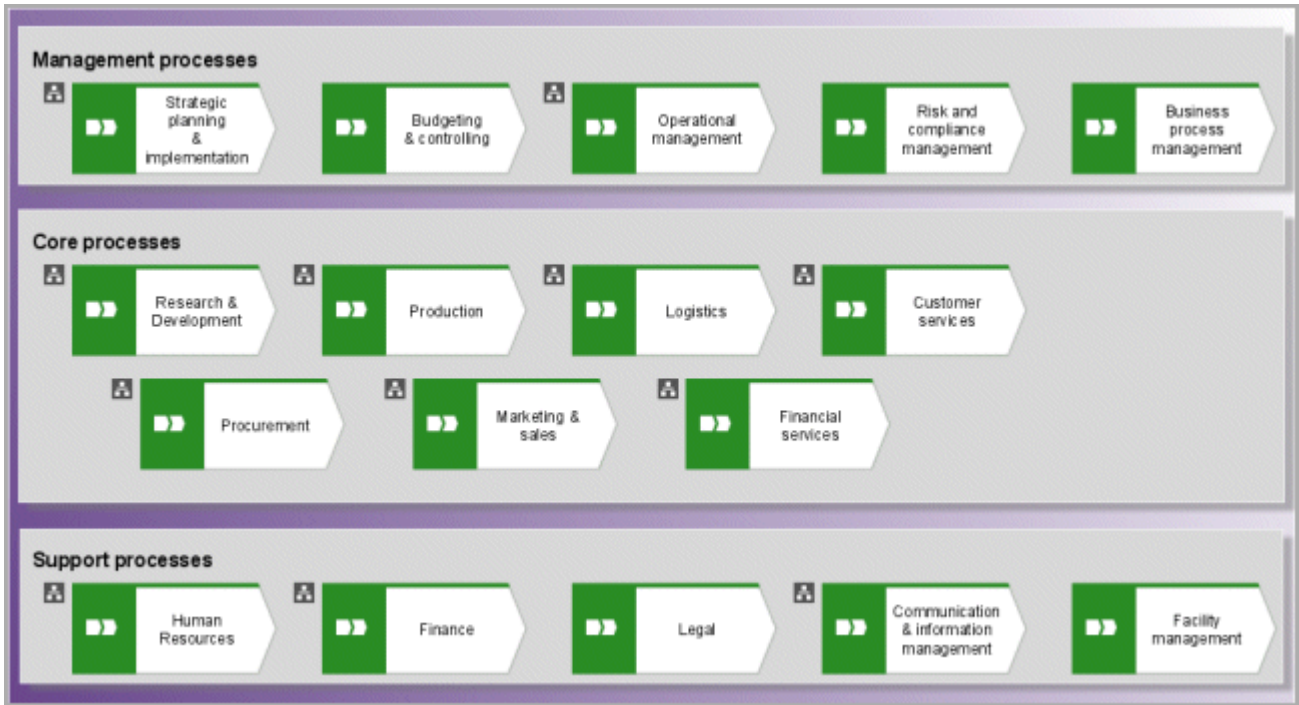 Management processes
Strategic
planning
&
implementation
Budgeting
& controlling
Operational
management
Risk and
compliance
management
Business
process
management
Core processes
Research &
Development
Production
Logistics
Customer
services
Procurement
Marketing &
sales
Financial
services
Support processes
Human
Resources
Finance
Legal
Communication
& information
management
Facility
management